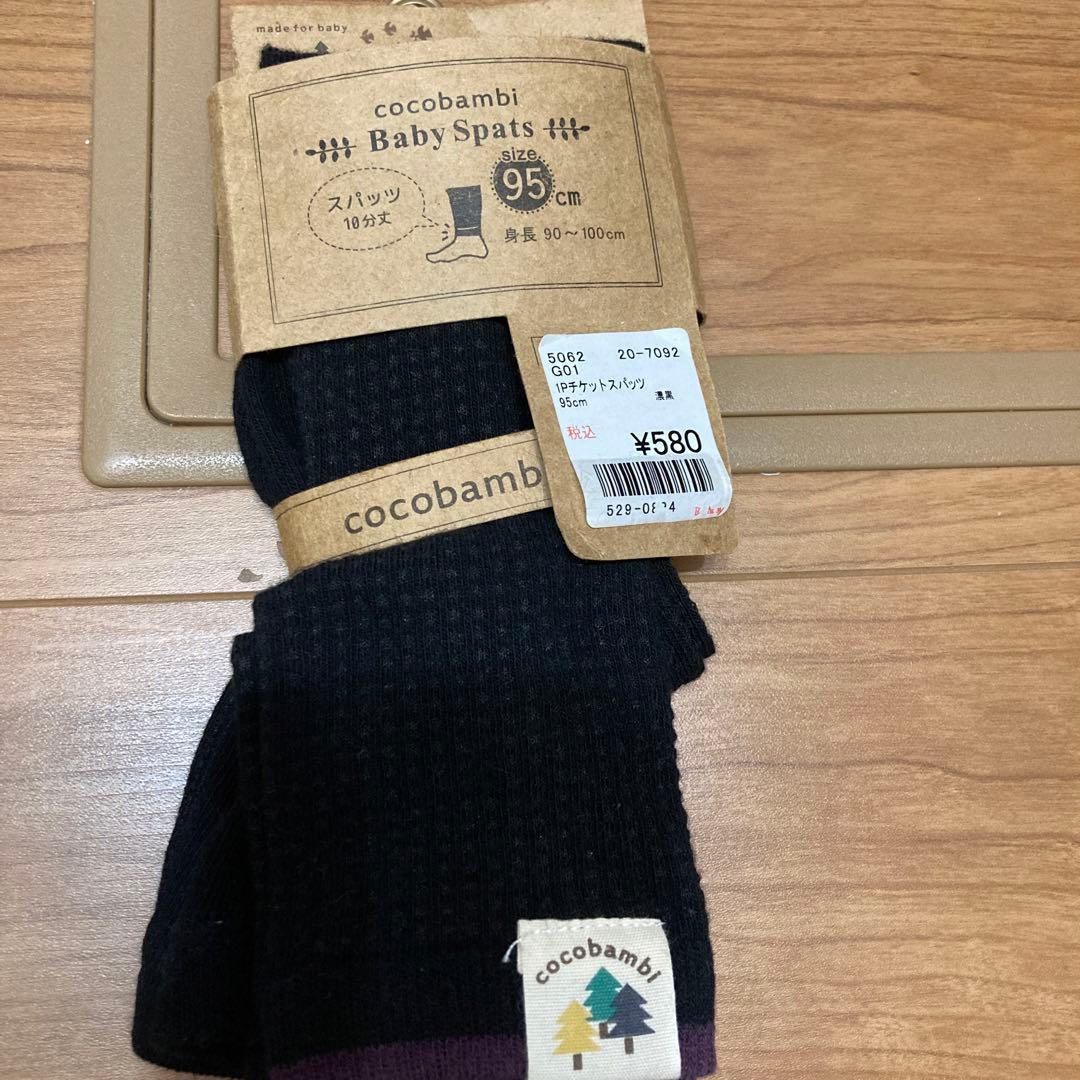 made for baby
cocobambi
Baby Spats
size
95 cm
スパッツ
10分丈
身長 90～100cm
5062 20-7092
G01
1Pチケットスパッツ
95cm 濃黒
税込
¥580
cocobamb
cocobambi